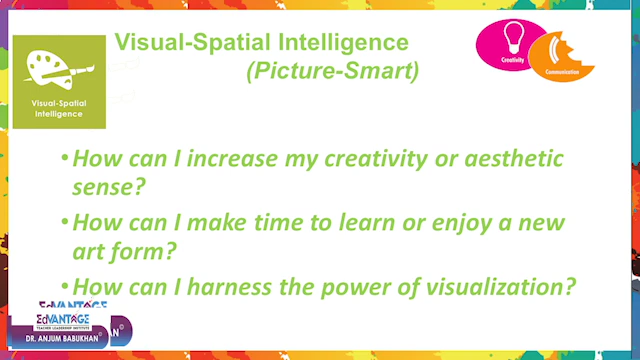 Visual-Spatial Intelligence
(Picture-Smart)
Visual-Spatial
Intelligence
Creativity
Communication
•How can I increase my creativity or aesthetic
sense?
•How can I make time to learn or enjoy a new
art form?
•How can I harness the power of visualization?
EDVANTAGE
EDVANTAGE
TEACHER LEADERSHIP INSTITUTE
DR. ANJUM BABUKHAN©
AN©